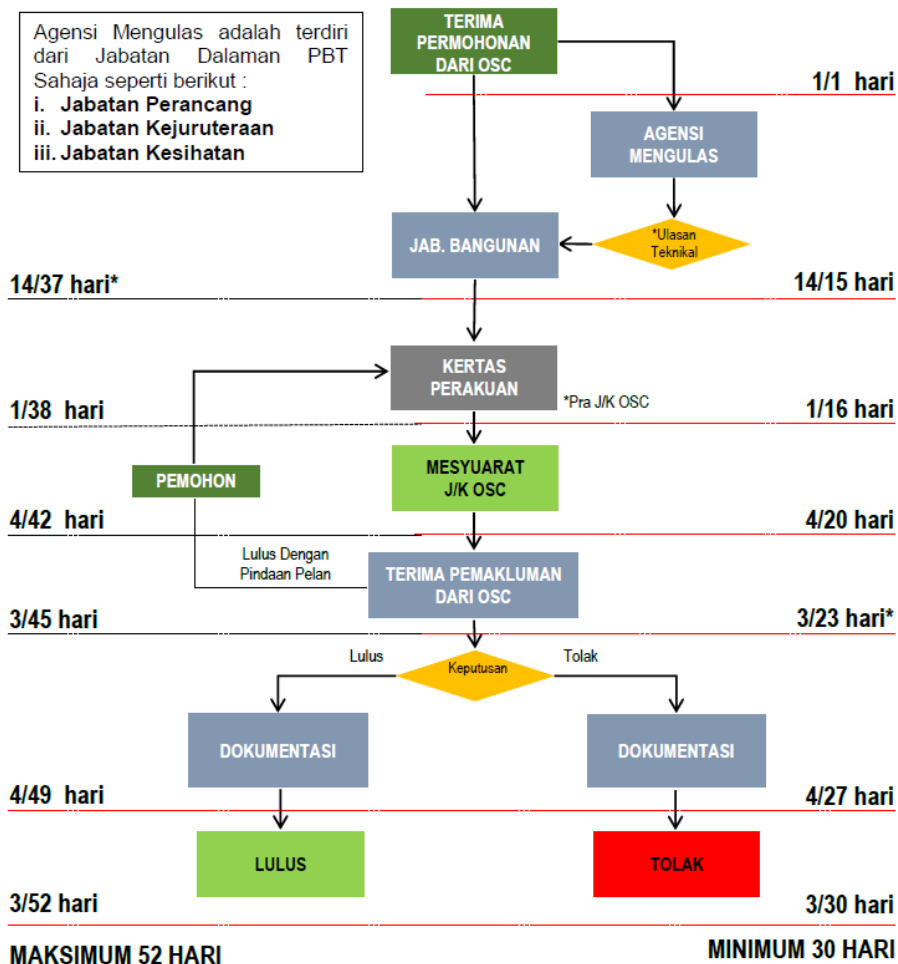 Agensi Mengulas adalah terdiri
dari Jabatan Dalaman PBT
Sahaja seperti berikut :
i. Jabatan Perancang
ii. Jabatan Kejuruteraan
iii. Jabatan Kesihatan
TERIMA
PERMOHONAN
DARI OSC
1/1 hari
AGENSI
MENGULAS
*Ulasan
Teknikal
JAB. BANGUNAN
14/37 hari*
14/15 hari
KERTAS
PERAKUAN
*Pra J/K OSC
1/38 hari
1/16 hari
MESYUARAT
J/K OSC
PEMOHON
4/42 hari
4/20 hari
Lulus Dengan
Pindaan Pelan
TERIMA PEMAKLUMAN
DARI OSC
3/45 hari
3/23 hari*
Lulus
Keputusan
Tolak
DOKUMENTASI
DOKUMENTASI
4/49 hari
4/27 hari
LULUS
TOLAK
3/52 hari
3/30 hari
MAKSIMUM 52 HARI
MINIMUM 30 HARI